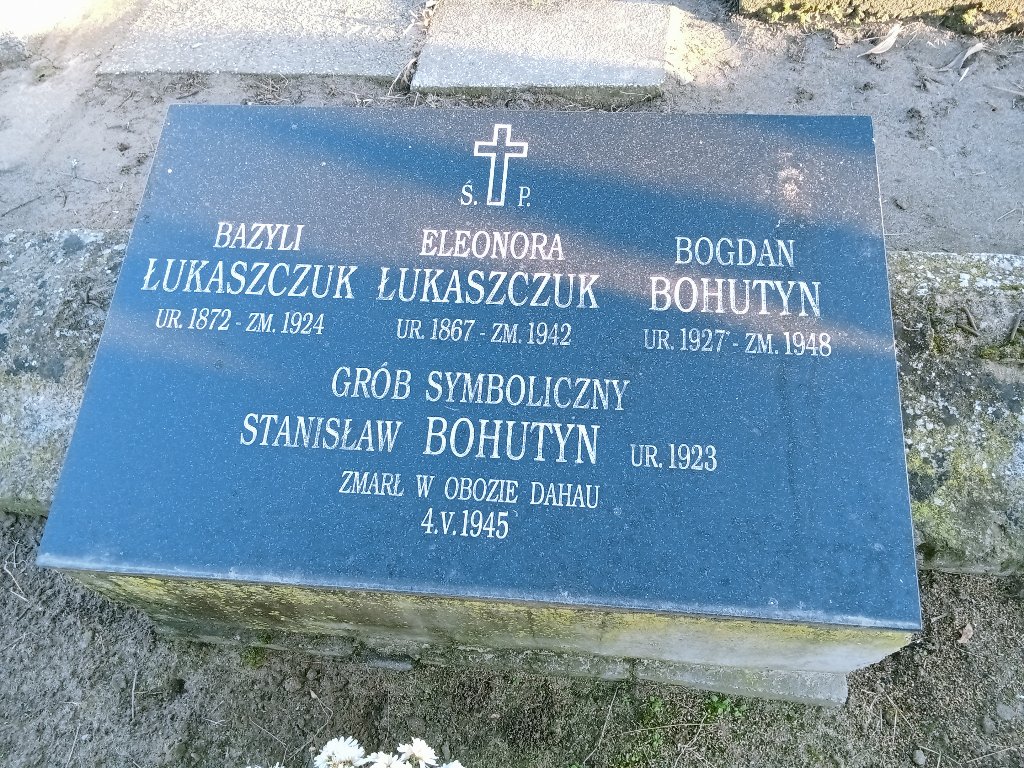 Ś. P.
BAZYLI
ŁUKASZCZUK
UR. 1872 - ZM. 1924
ELEONORA
ŁUKASZCZUK
UR. 1867 - ZM. 1942
BOGDAN
BOHUTYN
UR. 1927 - ZM. 1948
GRÓB SYMBOLICZNY
STANISŁAW BOHUTYN UR. 1923
ZMARŁ W OBOZIE DAHAU
4.V.1945